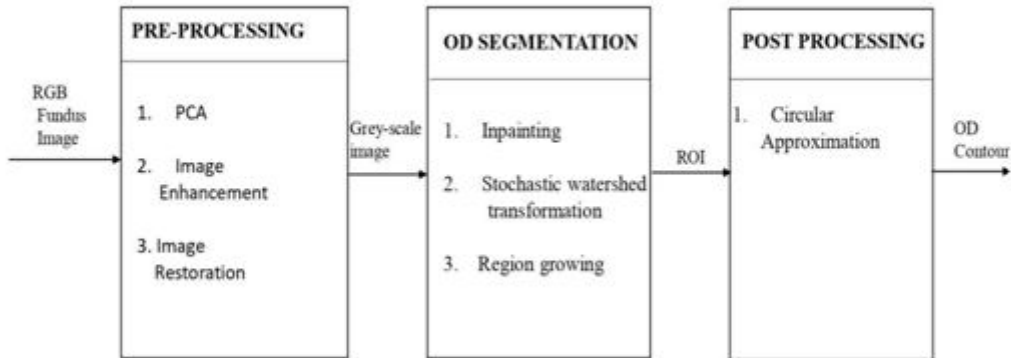 RGB
Fundus
Image
PRE-PROCESSING
1. PCA
2. Image
Enhancement
3. Image
Restoration
Grey-scale
image
OD SEGMENTATION
1. Inpainting
2. Stochastic watershed
transformation
3. Region growing
ROI
POST PROCESSING
1. Circular
Approximation
OD
Contour